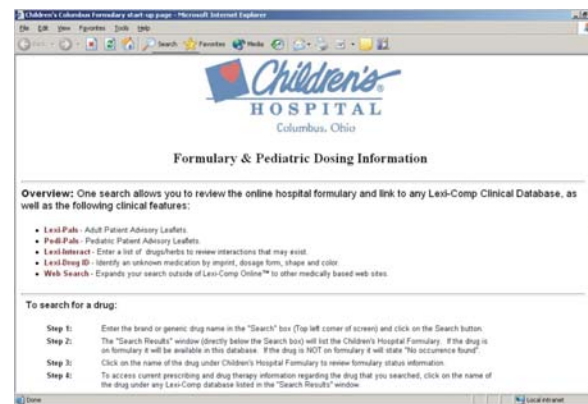 Children's Columbus Formulary start-up page - Microsoft Internet Explorer
File Edit View Favorites Tools Help
Search Favorites Media
Children's
HOSPITAL
Columbus, Ohio
Formulary & Pediatric Dosing Information
Overview: One search allows you to review the online hospital formulary and link to any Lexi-Comp Clinical Database, as
well as the following clinical features:
• Lexi-Pals - Adult Patient Advisory Leaflets.
• Pedi-Pals - Pediatric Patient Advisory Leaflets.
• Lexi-Interact - Enter a list of drugs/herbs to review interactions that may exist.
• Lexi-Drug ID - Identify an unknown medication by imprint, dosage form, shape and color.
• Web Search - Expands your search outside of Lexi-Comp Online™ to other medically based web sites.
To search for a drug:
Step 1: Enter the brand or generic drug name in the "Search" box (Top left corner of screen) and click on the Search button.
Step 2: The "Search Results" window (directly below the Search box) will list the Children's Hospital Formulary. If the drug is
on formulary it will be available in this database. If the drug is NOT on formulary it will state "No occurrence found".
Step 3: Click on the name of the drug under Children's Hospital Formulary to review formulary status information.
Step 4: To access current prescribing and drug therapy information regarding the drug that you searched, click on the name of
the drug under any Lexi-Comp database listed in the "Search Results" window.
Done Local intranet